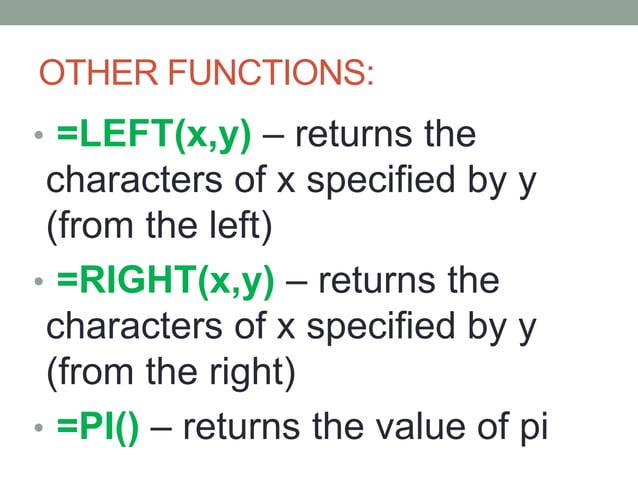 OTHER FUNCTIONS:
• =LEFT(x,y) – returns the
characters of x specified by y
(from the left)
• =RIGHT(x,y) – returns the
characters of x specified by y
(from the right)
• =PI() – returns the value of pi